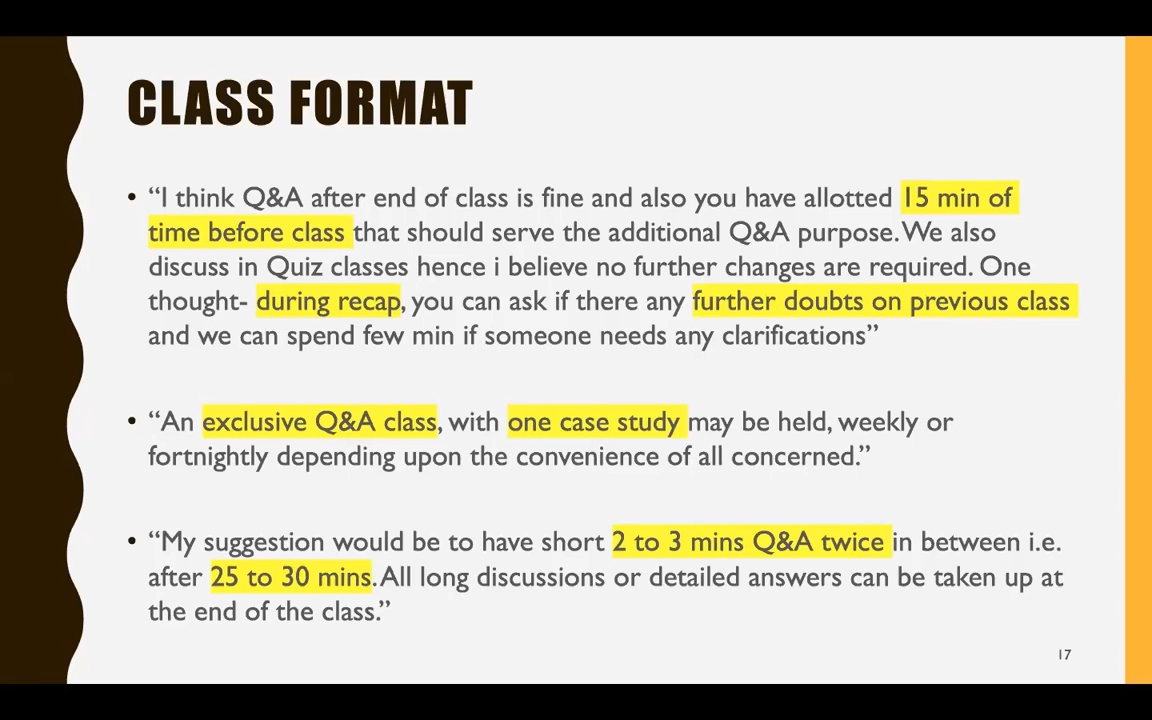 CLASS FORMAT
• “I think Q&A after end of class is fine and also you have allotted 15 min of
time before class that should serve the additional Q&A purpose. We also
discuss in Quiz classes hence i believe no further changes are required. One
thought- during recap, you can ask if there any further doubts on previous class
and we can spend few min if someone needs any clarifications”
• “An exclusive Q&A class, with one case study may be held, weekly or
fortnightly depending upon the convenience of all concerned.”
• “My suggestion would be to have short 2 to 3 mins Q&A twice in between i.e.
after 25 to 30 mins. All long discussions or detailed answers can be taken up at
the end of the class.”
17